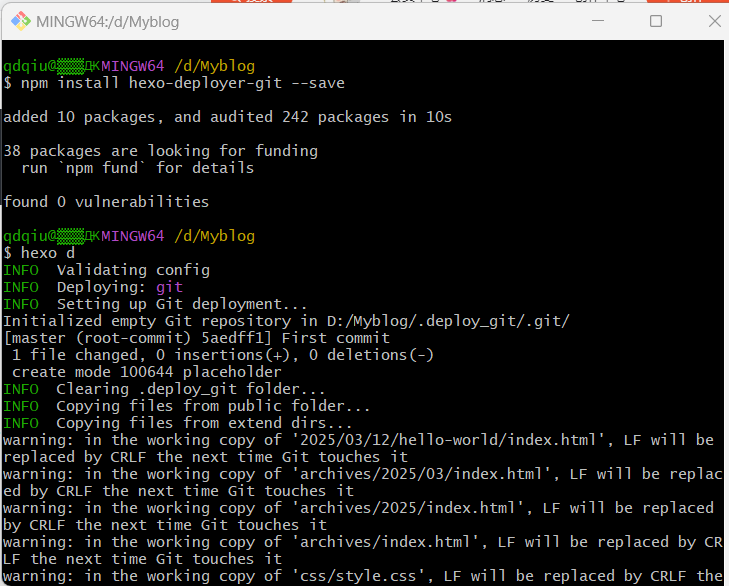 MINGW64:/d/Myblog
qdqiu@ MINGW64 /d/Myblog
$ npm install hexo-deployer-git --save
added 10 packages, and audited 242 packages in 10s
38 packages are looking for funding
run `npm fund` for details
found 0 vulnerabilities
qdqiu@ MINGW64 /d/Myblog
$ hexo d
INFO  Validating config
INFO  Deploying: git
INFO  Setting up Git deployment...
Initialized empty Git repository in D:/Myblog/.deploy_git/.git/
[master (root-commit) 5aedff1] First commit
1 file changed, 0 insertions(+), 0 deletions(-)
create mode 100644 placeholder
INFO  Clearing .deploy_git folder...
INFO  Copying files from public folder...
INFO  Copying files from extend dirs...
warning: in the working copy of '2025/03/12/hello-world/index.html', LF will be
replaced by CRLF the next time Git touches it
warning: in the working copy of 'archives/2025/03/index.html', LF will be replac
ed by CRLF the next time Git touches it
warning: in the working copy of 'archives/2025/index.html', LF will be replaced
by CRLF the next time Git touches it
warning: in the working copy of 'archives/index.html', LF will be replaced by CR
LF the next time Git touches it
warning: in the working copy of 'css/style.css', LF will be replaced by CRLF the